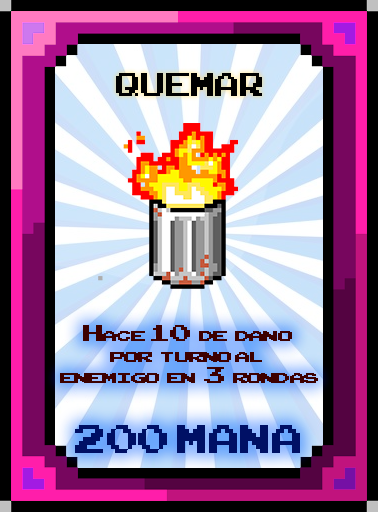 QUEMAR
HACE 10 DE DANO
POR TURNO AL
ENEMIGO EN 3 RONDAS
200 MANA